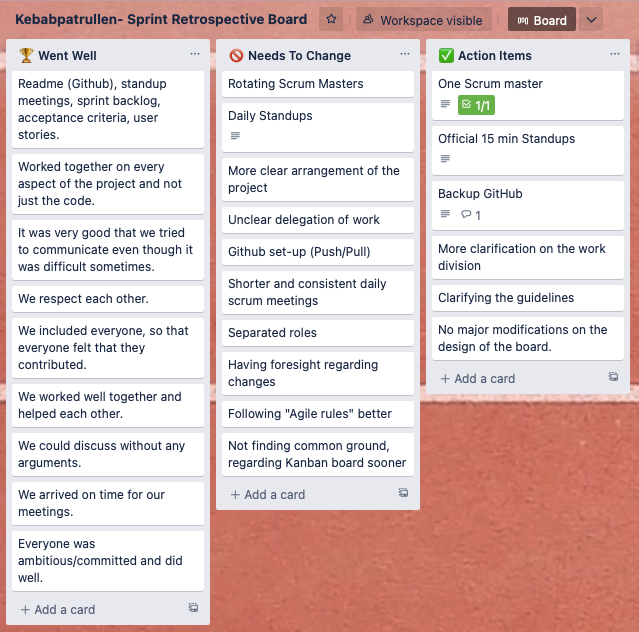 Kebabpatrullen- Sprint Retrospective Board
Workspace visible
Board
Went Well
Readme (Github), standup
meetings, sprint backlog,
acceptance criteria, user
stories.
Worked together on every
aspect of the project and not
just the code.
It was very good that we tried
to communicate even though it
was difficult sometimes.
We respect each other.
We included everyone, so that
everyone felt that they
contributed.
We worked well together and
helped each other.
We could discuss without any
arguments.
We arrived on time for our
meetings.
Everyone was
ambitious/committed and did
well.
+ Add a card
Needs To Change
Rotating Scrum Masters
Daily Standups
More clear arrangement of the
project
Unclear delegation of work
Github set-up (Push/Pull)
Shorter and consistent daily
scrum meetings
Separated roles
Having foresight regarding
changes
Following "Agile rules" better
Not finding common ground,
regarding Kanban board sooner
+ Add a card
Action Items
One Scrum master
1/1
Official 15 min Standups
Backup GitHub
1
More clarification on the work
division
Clarifying the guidelines
No major modifications on the
design of the board.
+ Add a card